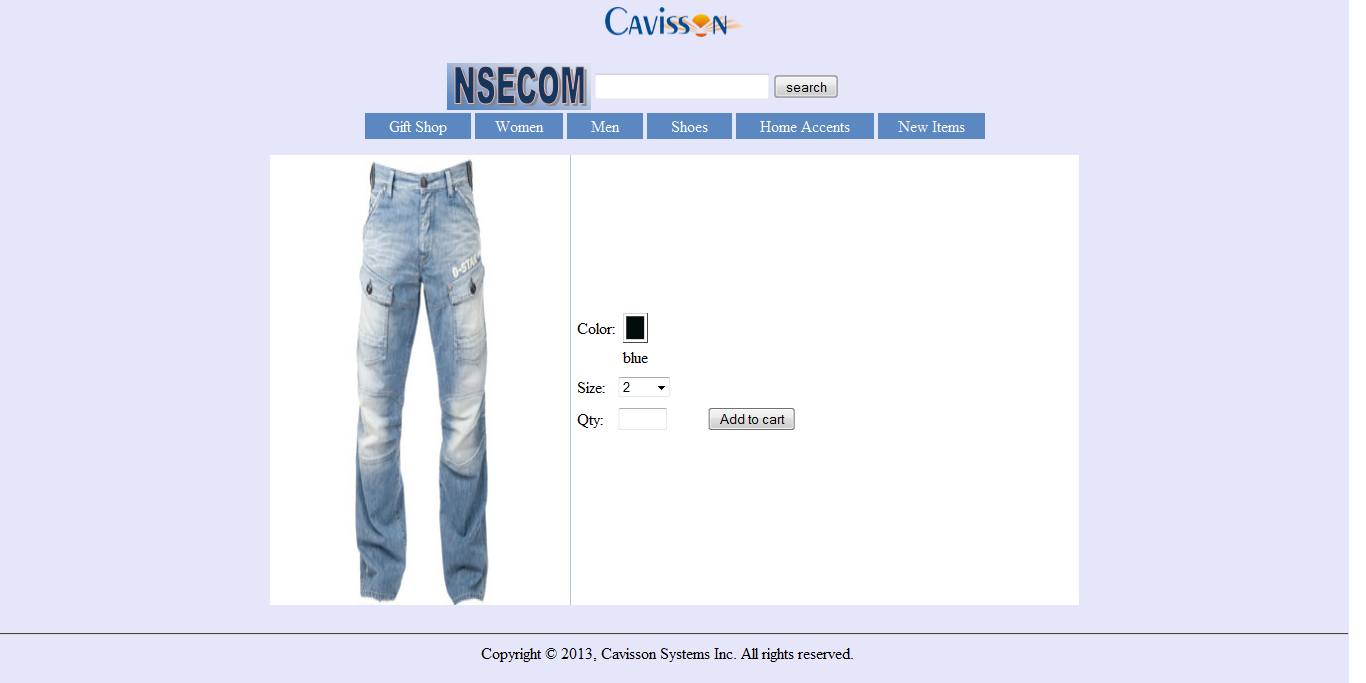 CAVISSON
NSECOM search
Gift Shop Women Men Shoes Home Accents New Items
Color:
blue
Size: 2
Qty: Add to cart
Copyright © 2013, Cavisson Systems Inc. All rights reserved.